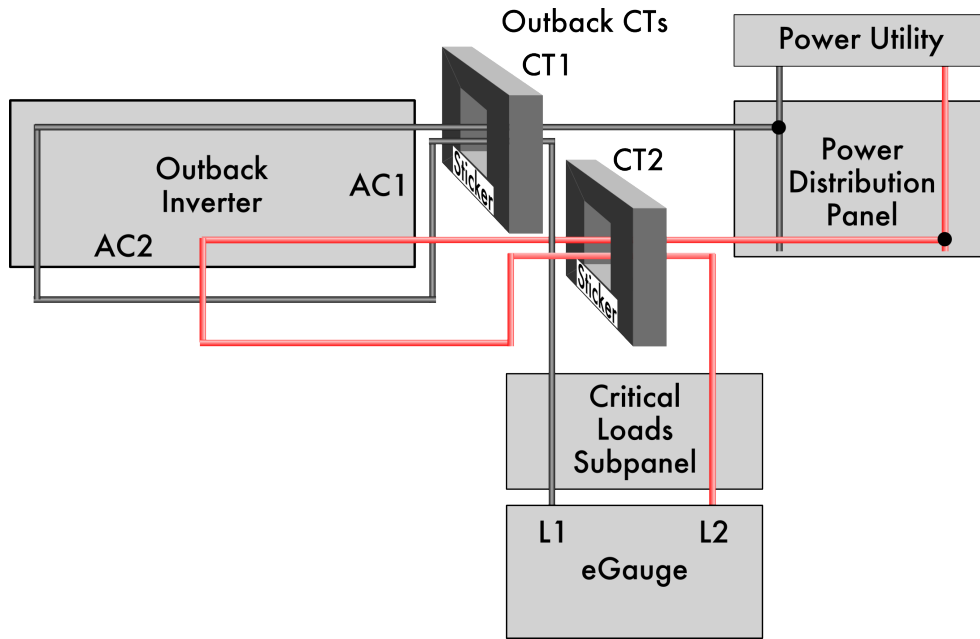 Outback CTs
CT1
Power Utility
Outback
Inverter
AC1
AC2
Sticker
CT2
Sticker
Power
Distribution
Panel
Critical
Loads
Subpanel
L1
L2
eGauge